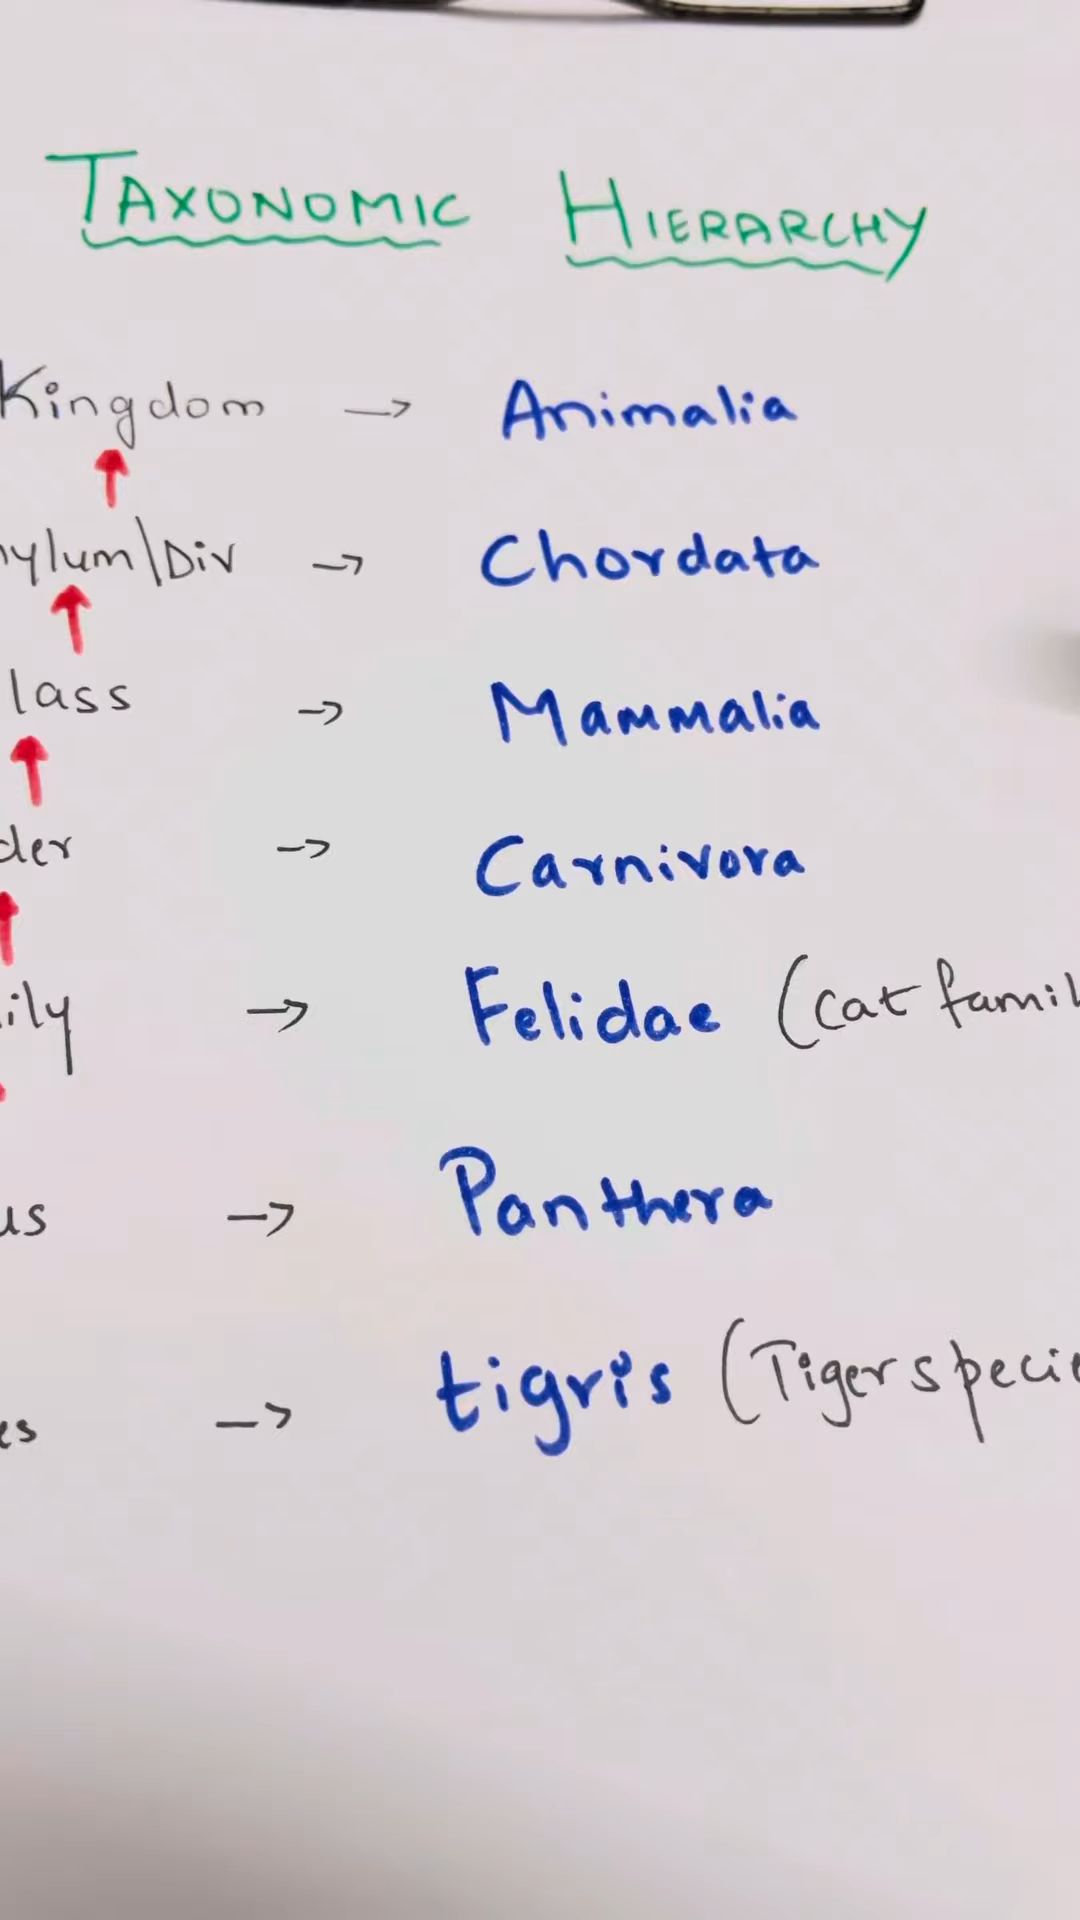 TAXONOMIC HIERARCHY
Kingdom → Animalia
ylum\Div → Chordata
lass → Mammalia
der → Carnivora
ily → Felidae (cat famil
us → Panthera
es → tigris (Tiger specie